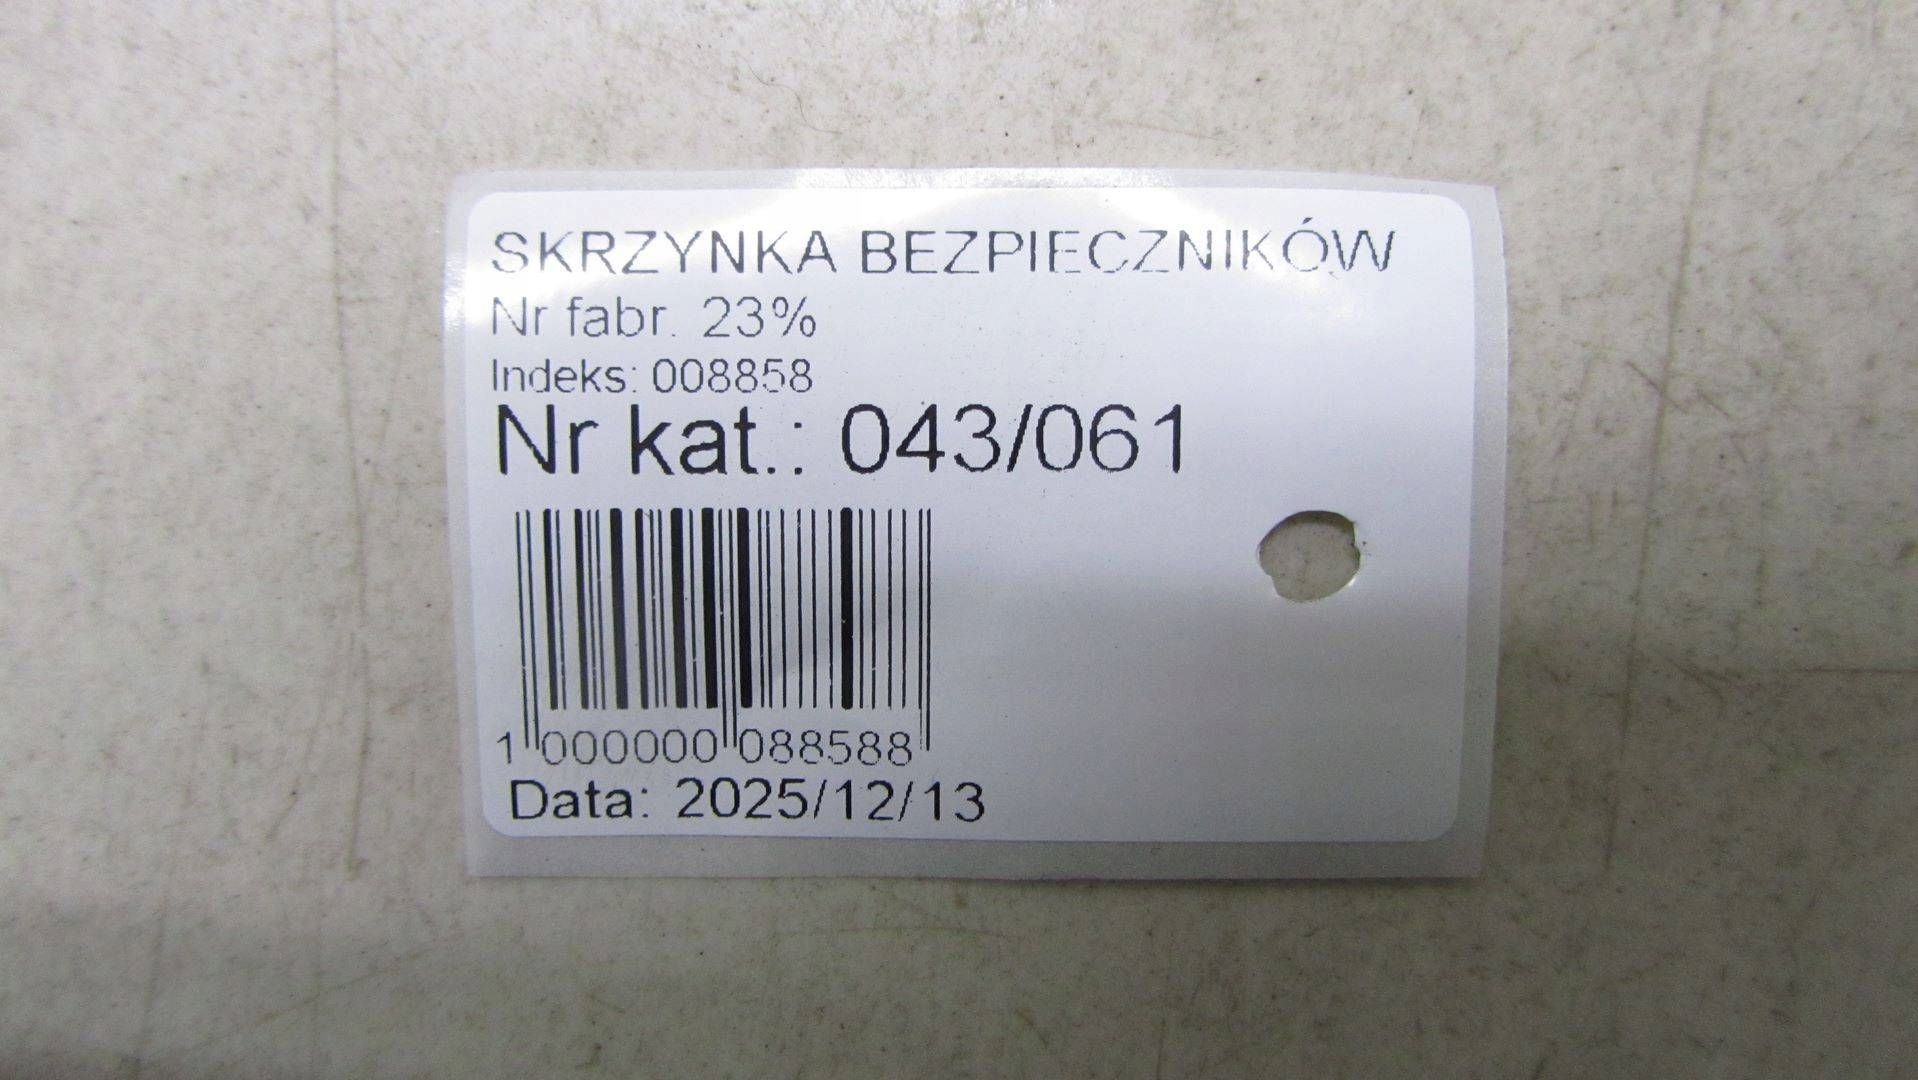 SKRZYNKA BEZPIECZNIKÓW
Nr fabr. 23%
Indeks: 008858
Nr kat.: 043/061
1 000000 088588
Data: 2025/12/13